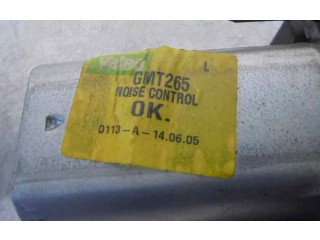 L
GMT265
NOISE CONTROL
OK.
0113-A-14.06.05